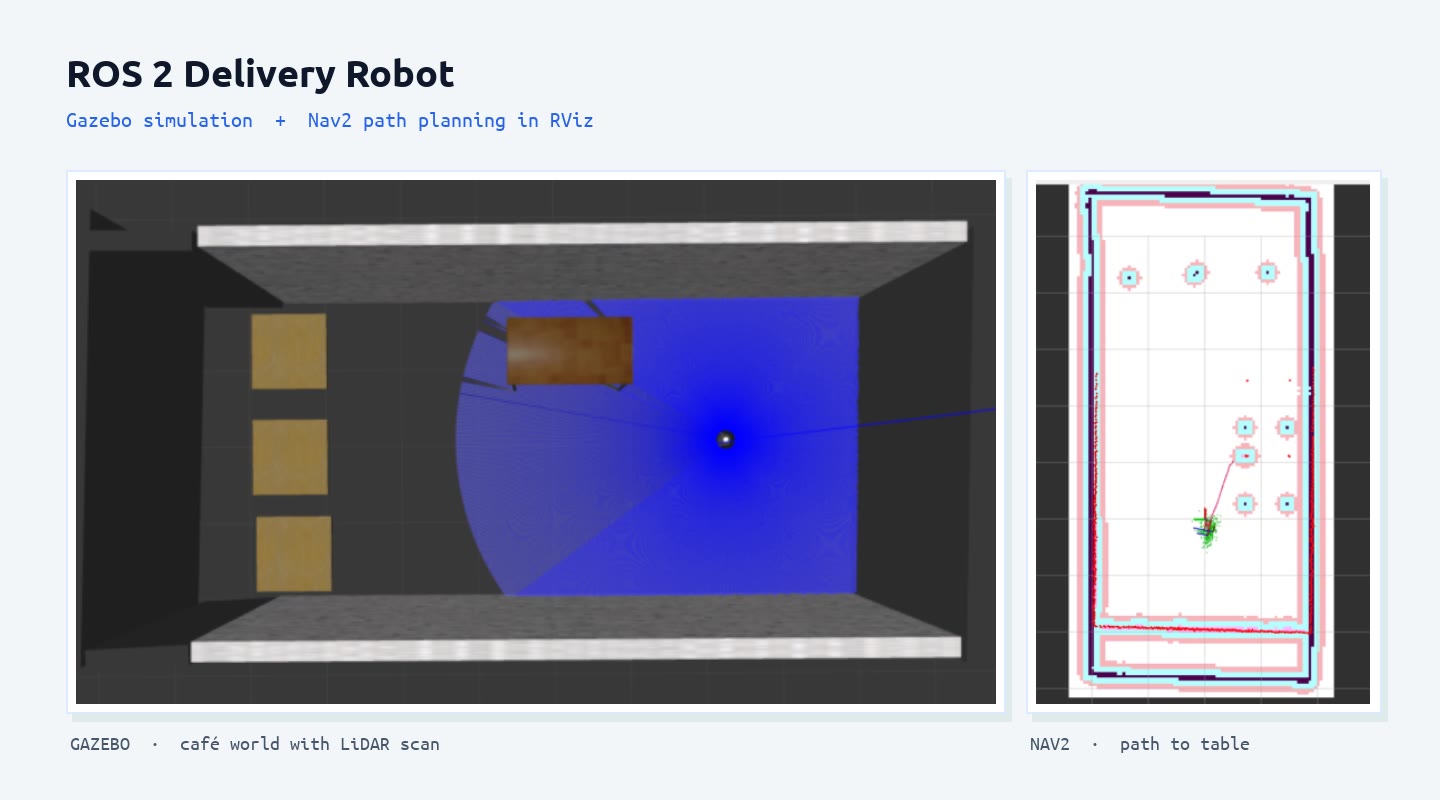 ROS 2 Delivery Robot
Gazebo simulation + Nav2 path planning in RViz
GAZEBO · café world with LiDAR scan
NAV2 · path to table